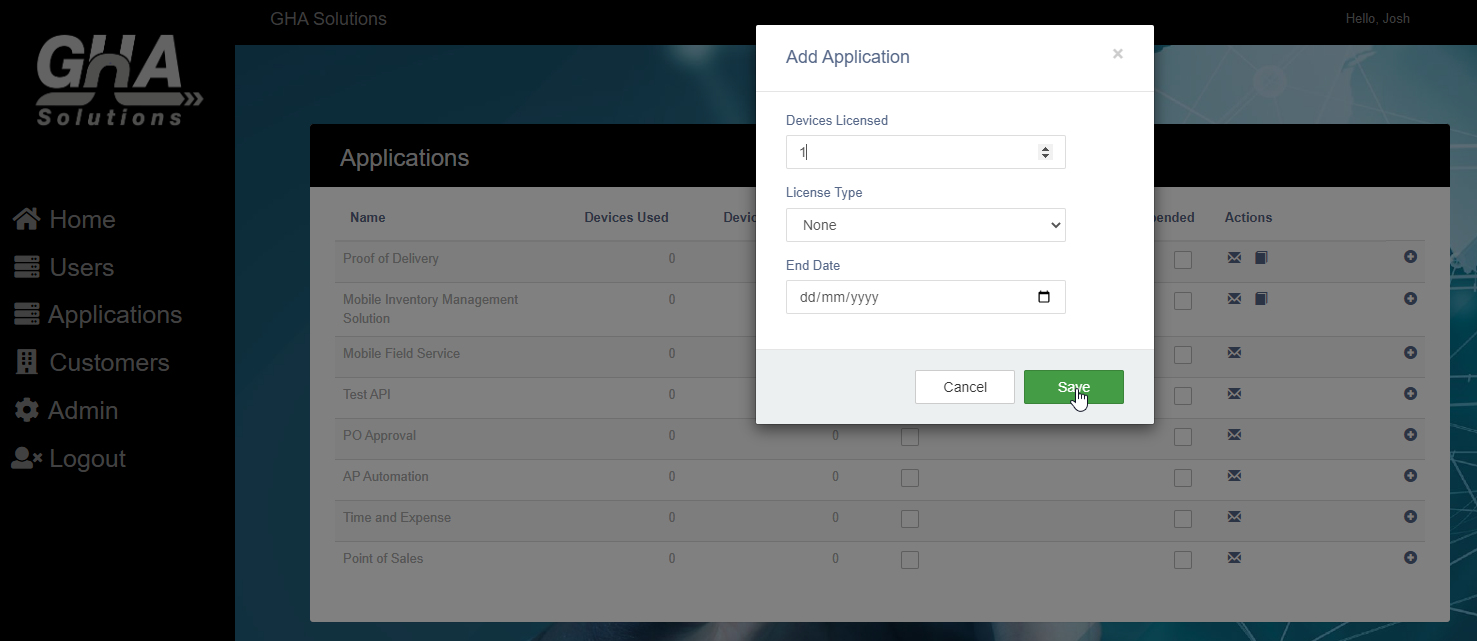 GHA Solutions
Hello, Josh
GHA
Solutions
Home
Users
Applications
Customers
Admin
Logout
Applications
Name Devices Used
Actions
Proof of Delivery 0
Mobile Inventory Management
Solution 0
Mobile Field Service 0
Test API 0
PO Approval 0 0
AP Automation 0 0
Time and Expense 0 0
Point of Sales 0 0
Add Application ×
Devices Licensed
1
License Type
None
End Date
dd/mm/yyyy
Cancel Save